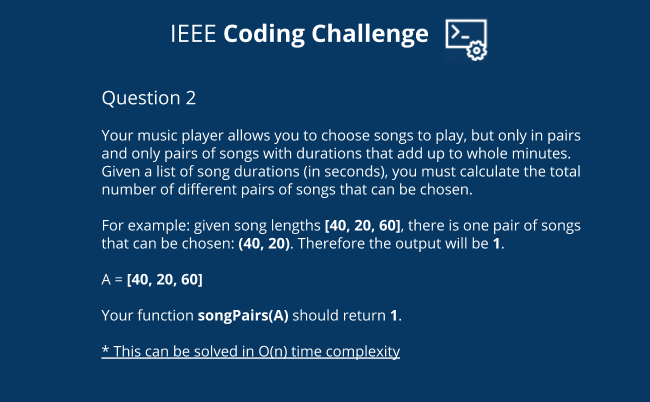 IEEE Coding Challenge
>_
Question 2
Your music player allows you to choose songs to play, but only in pairs
and only pairs of songs with durations that add up to whole minutes.
Given a list of song durations (in seconds), you must calculate the total
number of different pairs of songs that can be chosen.
For example: given song lengths [40, 20, 60], there is one pair of songs
that can be chosen: (40, 20). Therefore the output will be 1.
A = [40, 20, 60]
Your function songPairs(A) should return 1.
* This can be solved in O(n) time complexity